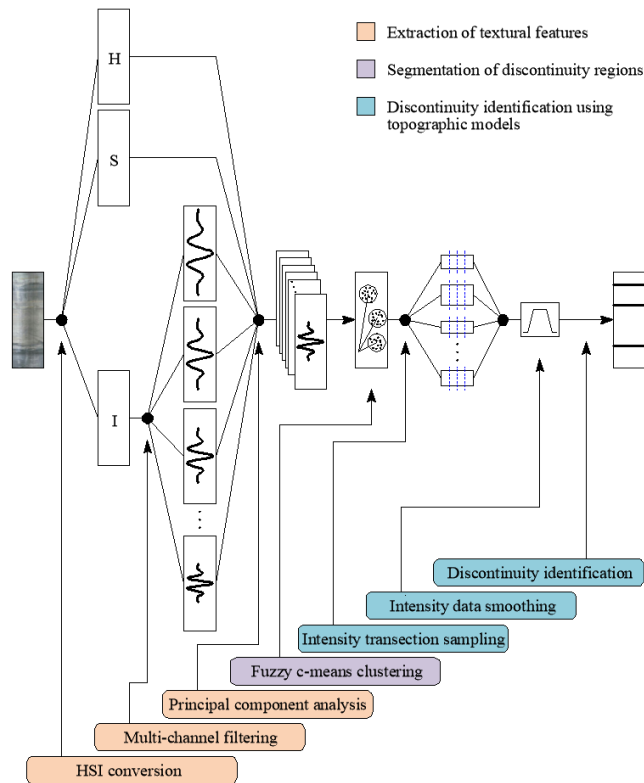 H
Extraction of textural features
Segmentation of discontinuity regions
Discontinuity identification using
topographic models
S
I
Discontinuity identification
Intensity data smoothing
Intensity transection sampling
Fuzzy c-means clustering
Principal component analysis
Multi-channel filtering
HSI conversion